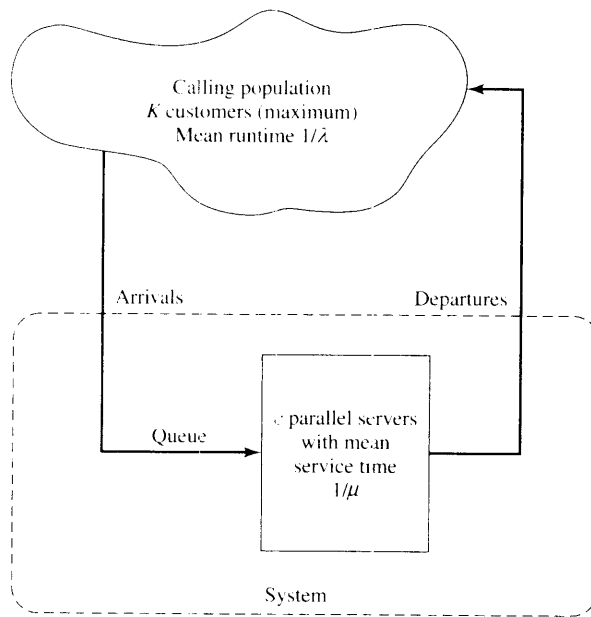 Calling population
K customers (maximum)
Mean runtime 1/λ
Arrivals
Departures
Queue
c parallel servers
with mean
service time
1/μ
System